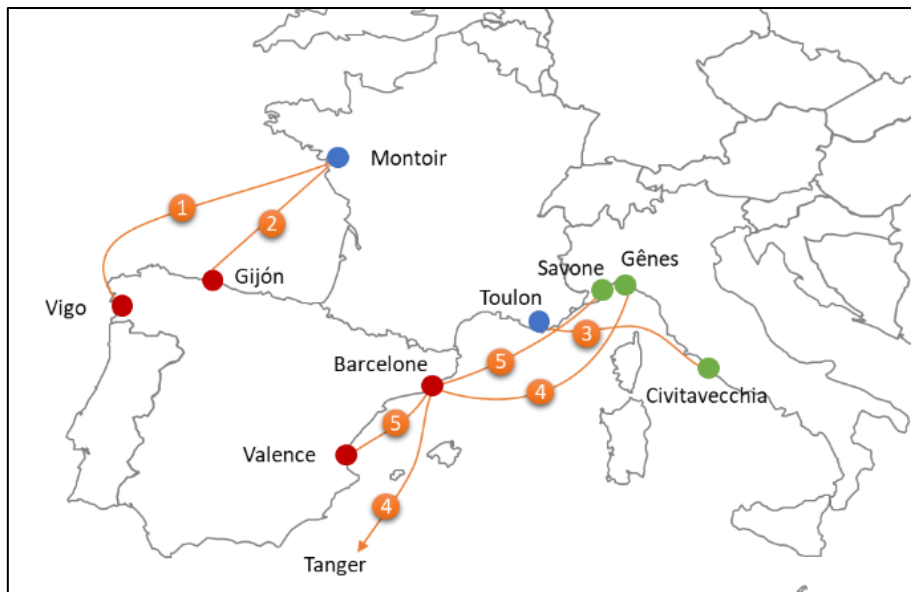 Montoir
1
2
Gijón
Vigo
Gênes
Savone
Toulon
3
5
Barcelone
4
Civitavecchia
5
Valence
4
Tanger